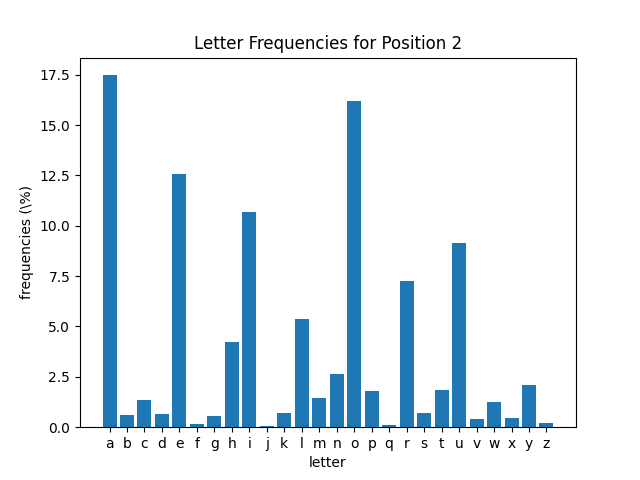 Letter Frequencies for Position 2
frequencies (\%)
17.5
15.0
12.5
10.0
7.5
5.0
2.5
0.0
a b c d e f g h i j k l m n o p q r s t u v w x y z
letter